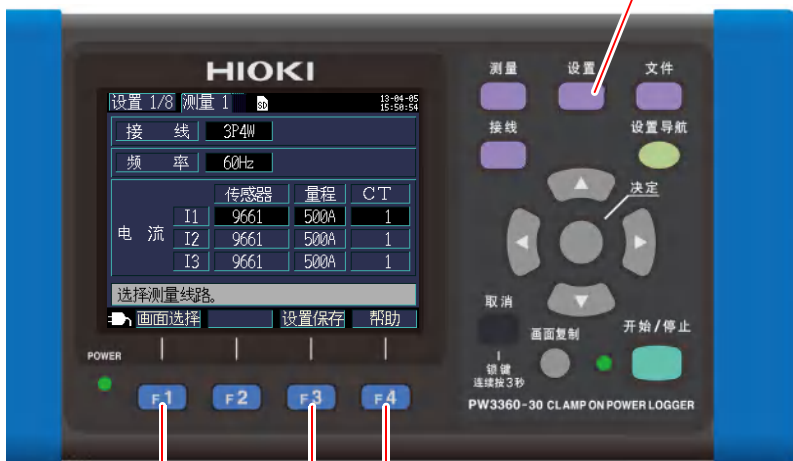 HIOKI
设置 1/8 测量 1 SD 13-04-05
15:50:54
接 线 3P4W
频 率 60Hz
传感器 量程 CT
电 流 I1 9661 500A 1
I2 9661 500A 1
I3 9661 500A 1
选择测量线路。
画面选择 设置保存 帮助
POWER
F1 F2 F3 F4
测量 设置 文件
接线 设置导航
决定
取消
画面复制 开始/停止
锁键
连续按3秒
PW3360-30 CLAMP ON POWER LOGGER